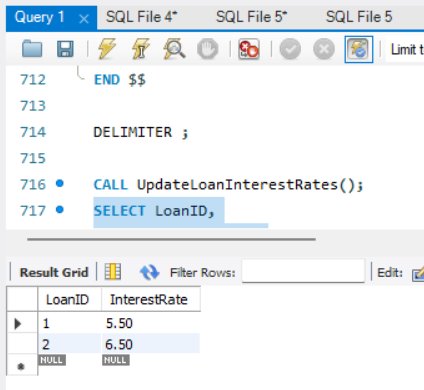 Query 1 × SQL File 4* SQL File 5* SQL File 5
Limit t
712 END $$
713
714 DELIMITER ;
715
716 CALL UpdateLoanInterestRates();
717 SELECT LoanID,
Result Grid Filter Rows: Edit:
LoanID InterestRate
1 5.50
2 6.50
NULL NULL